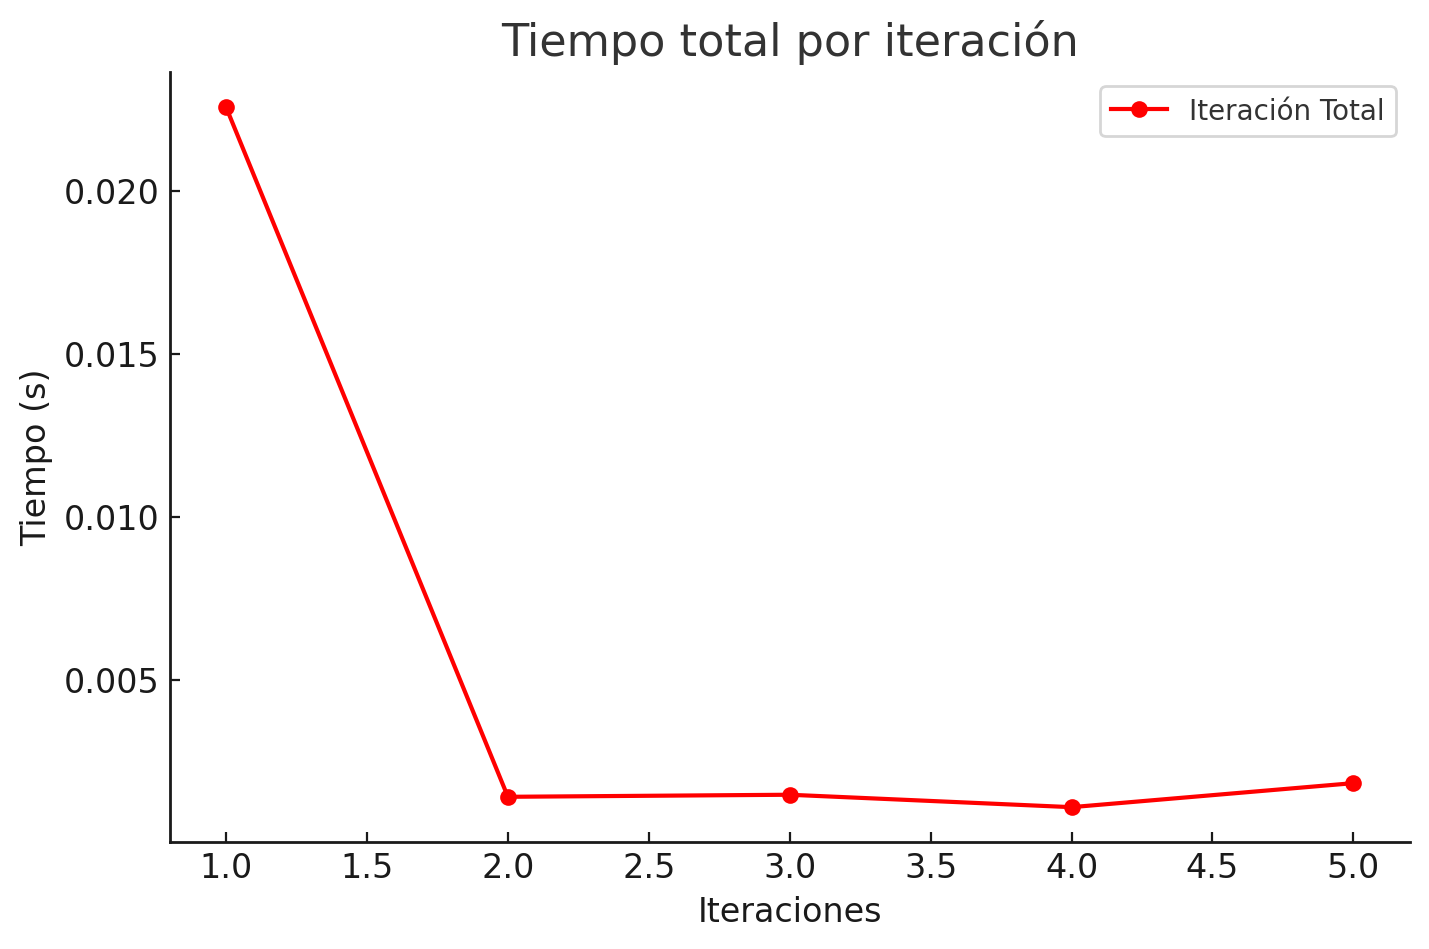 Tiempo total por iteración
Iteración Total
0.020
0.015
0.010
0.005
Tiempo (s)
1.0 1.5 2.0 2.5 3.0 3.5 4.0 4.5 5.0
Iteraciones